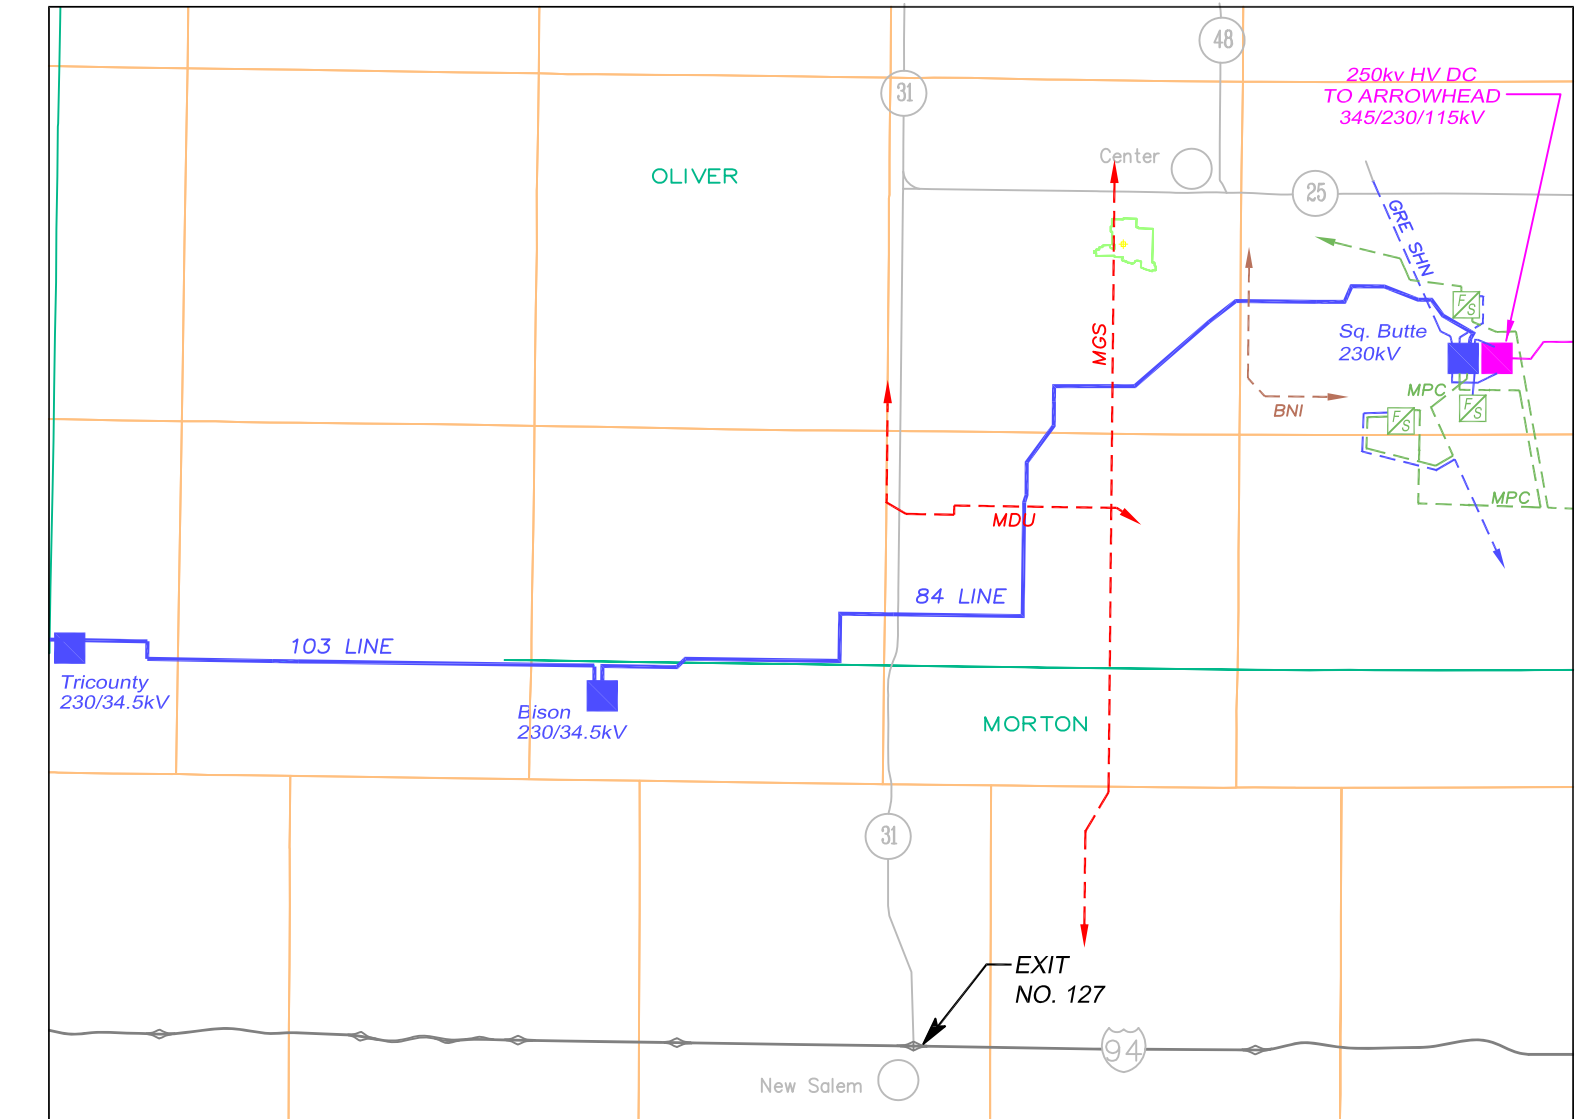 48
250kv HV DC
TO ARROWHEAD
345/230/115kV
31
Center
OLIVER
25
GRE SHN
F/S
Sq. Butte
230kV
MGS
MPC
BNI
F/S
F/S
MPC
MDU
84 LINE
103 LINE
Tricounty
230/34.5kV
Bison
230/34.5kV
MORTON
31
EXIT
NO. 127
94
New Salem